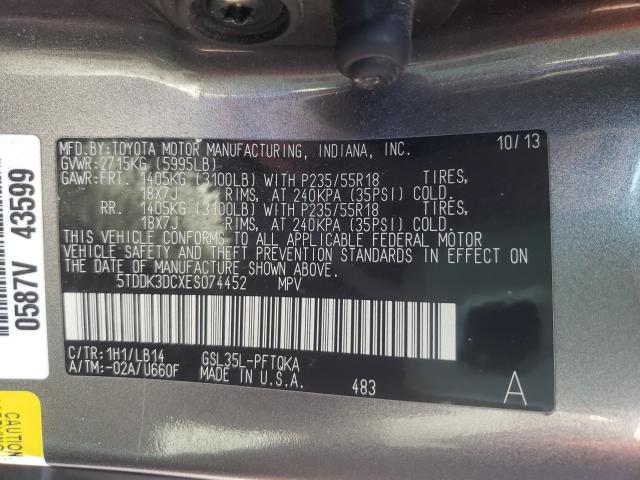 MFD.BY:TOYOTA MOTOR MANUFACTURING, INDIANA, INC. 10/13
GVWR:2715KG (5995LB)
GAWR:FRT. 1405KG (3100LB) WITH P235/55R18 TIRES,
18X7J RIMS, AT 240KPA (35PSI) COLD.
RR. 1405KG (3100LB) WITH P235/55R18 TIRES,
18X7J RIMS, AT 240KPA (35PSI) COLD.
THIS VEHICLE CONFORMS TO ALL APPLICABLE FEDERAL MOTOR
VEHICLE SAFETY AND THEFT PREVENTION STANDARDS IN EFFECT
ON THE DATE OF MANUFACTURE SHOWN ABOVE.
5TDDK3DCXES074452 MPV
C/TR:1H1/LB14 GSL35L-PFTQKA
A/TM:-02A/U660F MADE IN U.S.A. 483 A
0587V 43599
CAUTION: